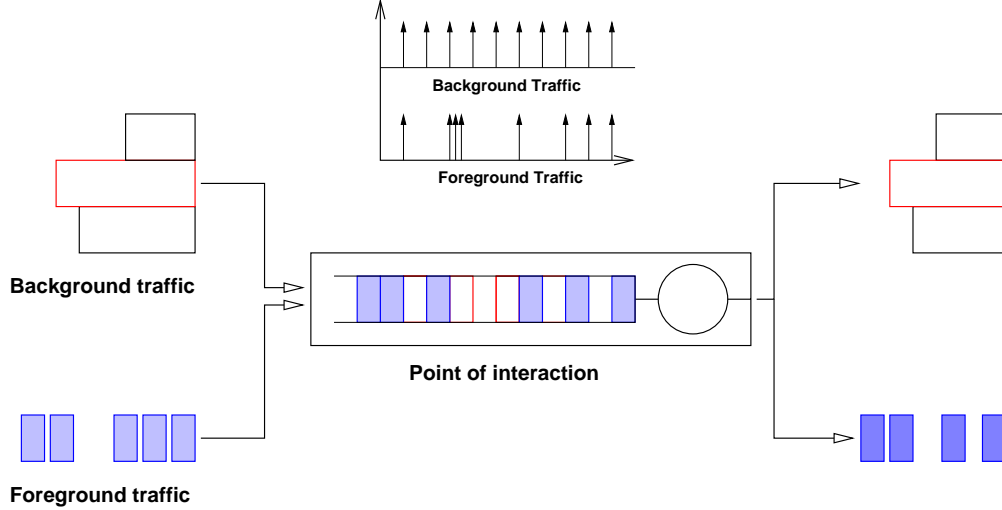 Background Traffic
Foreground Traffic
Background traffic
Point of interaction
Foreground traffic